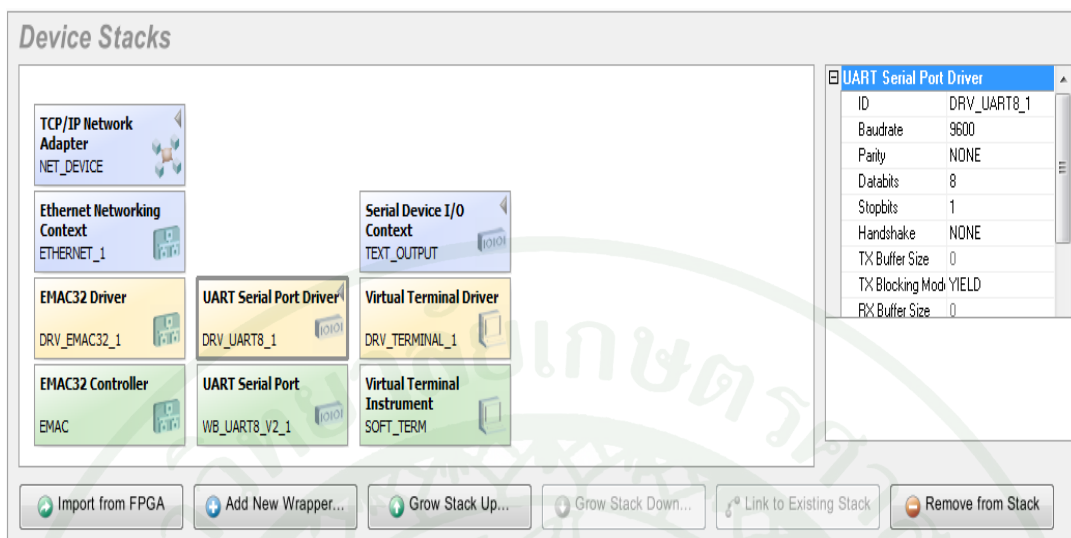 Device Stacks
TCP/IP Network
Adapter
NET_DEVICE
Ethernet Networking
Context
ETHERNET_1
EMAC32 Driver
DRV_EMAC32_1
EMAC32 Controller
EMAC
UART Serial Port Driver
DRV_UART8_1
UART Serial Port
WB_UART8_V2_1
Serial Device I/O
Context
TEXT_OUTPUT
Virtual Terminal Driver
DRV_TERMINAL_1
Virtual Terminal
Instrument
SOFT_TERM
UART Serial Port Driver
ID DRV_UART8_1
Baudrate 9600
Parity NONE
Databits 8
Stopbits 1
Handshake NONE
TX Buffer Size 0
TX Blocking Mod YIELD
RX Buffer Size 0
Import from FPGA
Add New Wrapper...
Grow Stack Up...
Grow Stack Down...
Link to Existing Stack
Remove from Stack